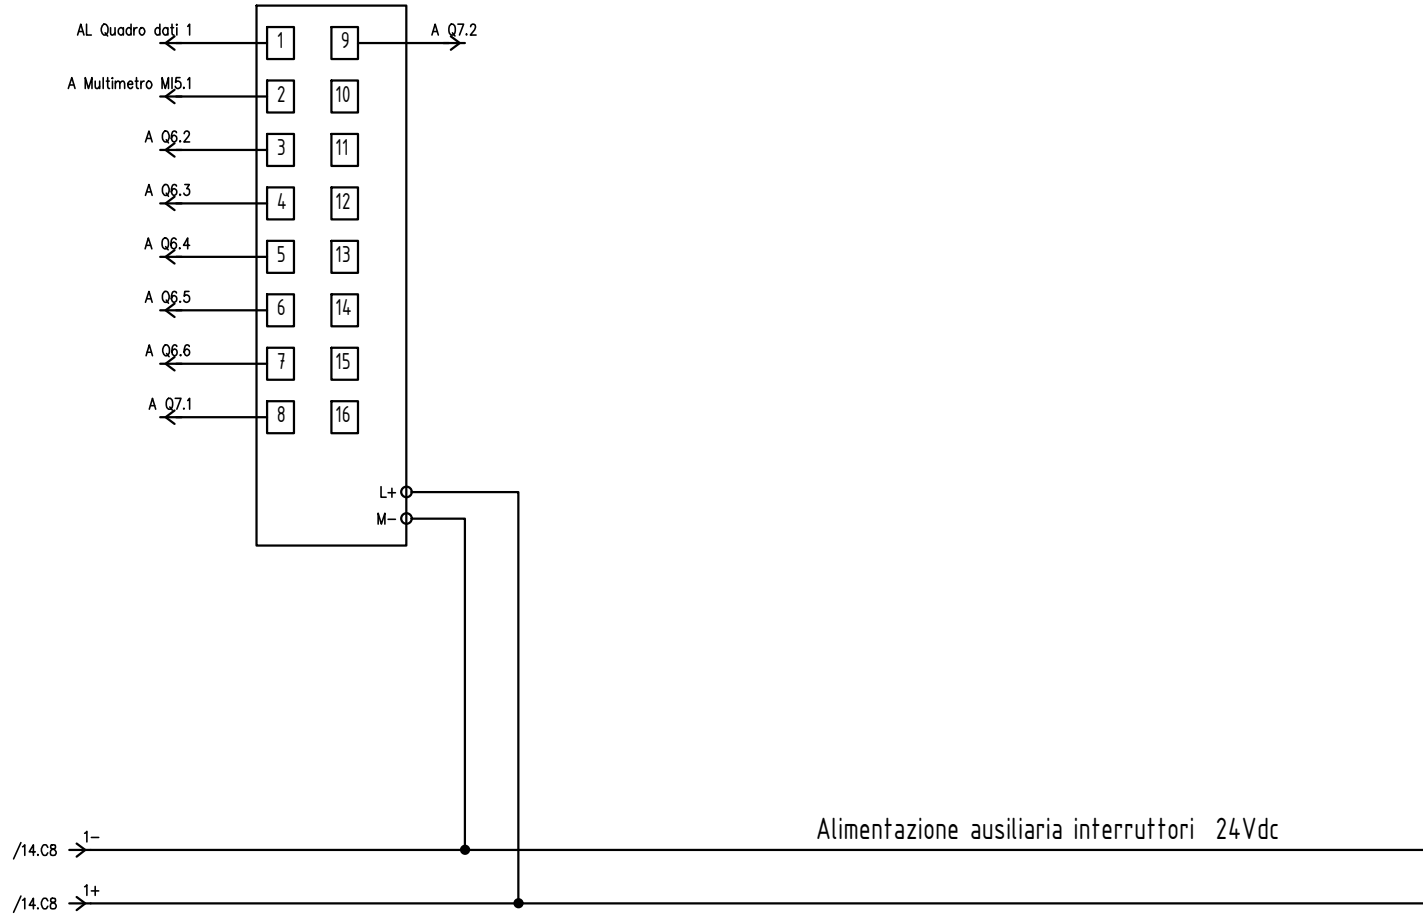 AL Quadro dati 1
1
9
A Q7.2
A Multimetro MI5.1
2
10
A Q6.2
3
11
A Q6.3
4
12
A Q6.4
5
13
A Q6.5
6
14
A Q6.6
7
15
A Q7.1
8
16
L+
M-
Alimentazione ausiliaria interruttori 24Vdc
1-
/14.C8
1+
/14.C8